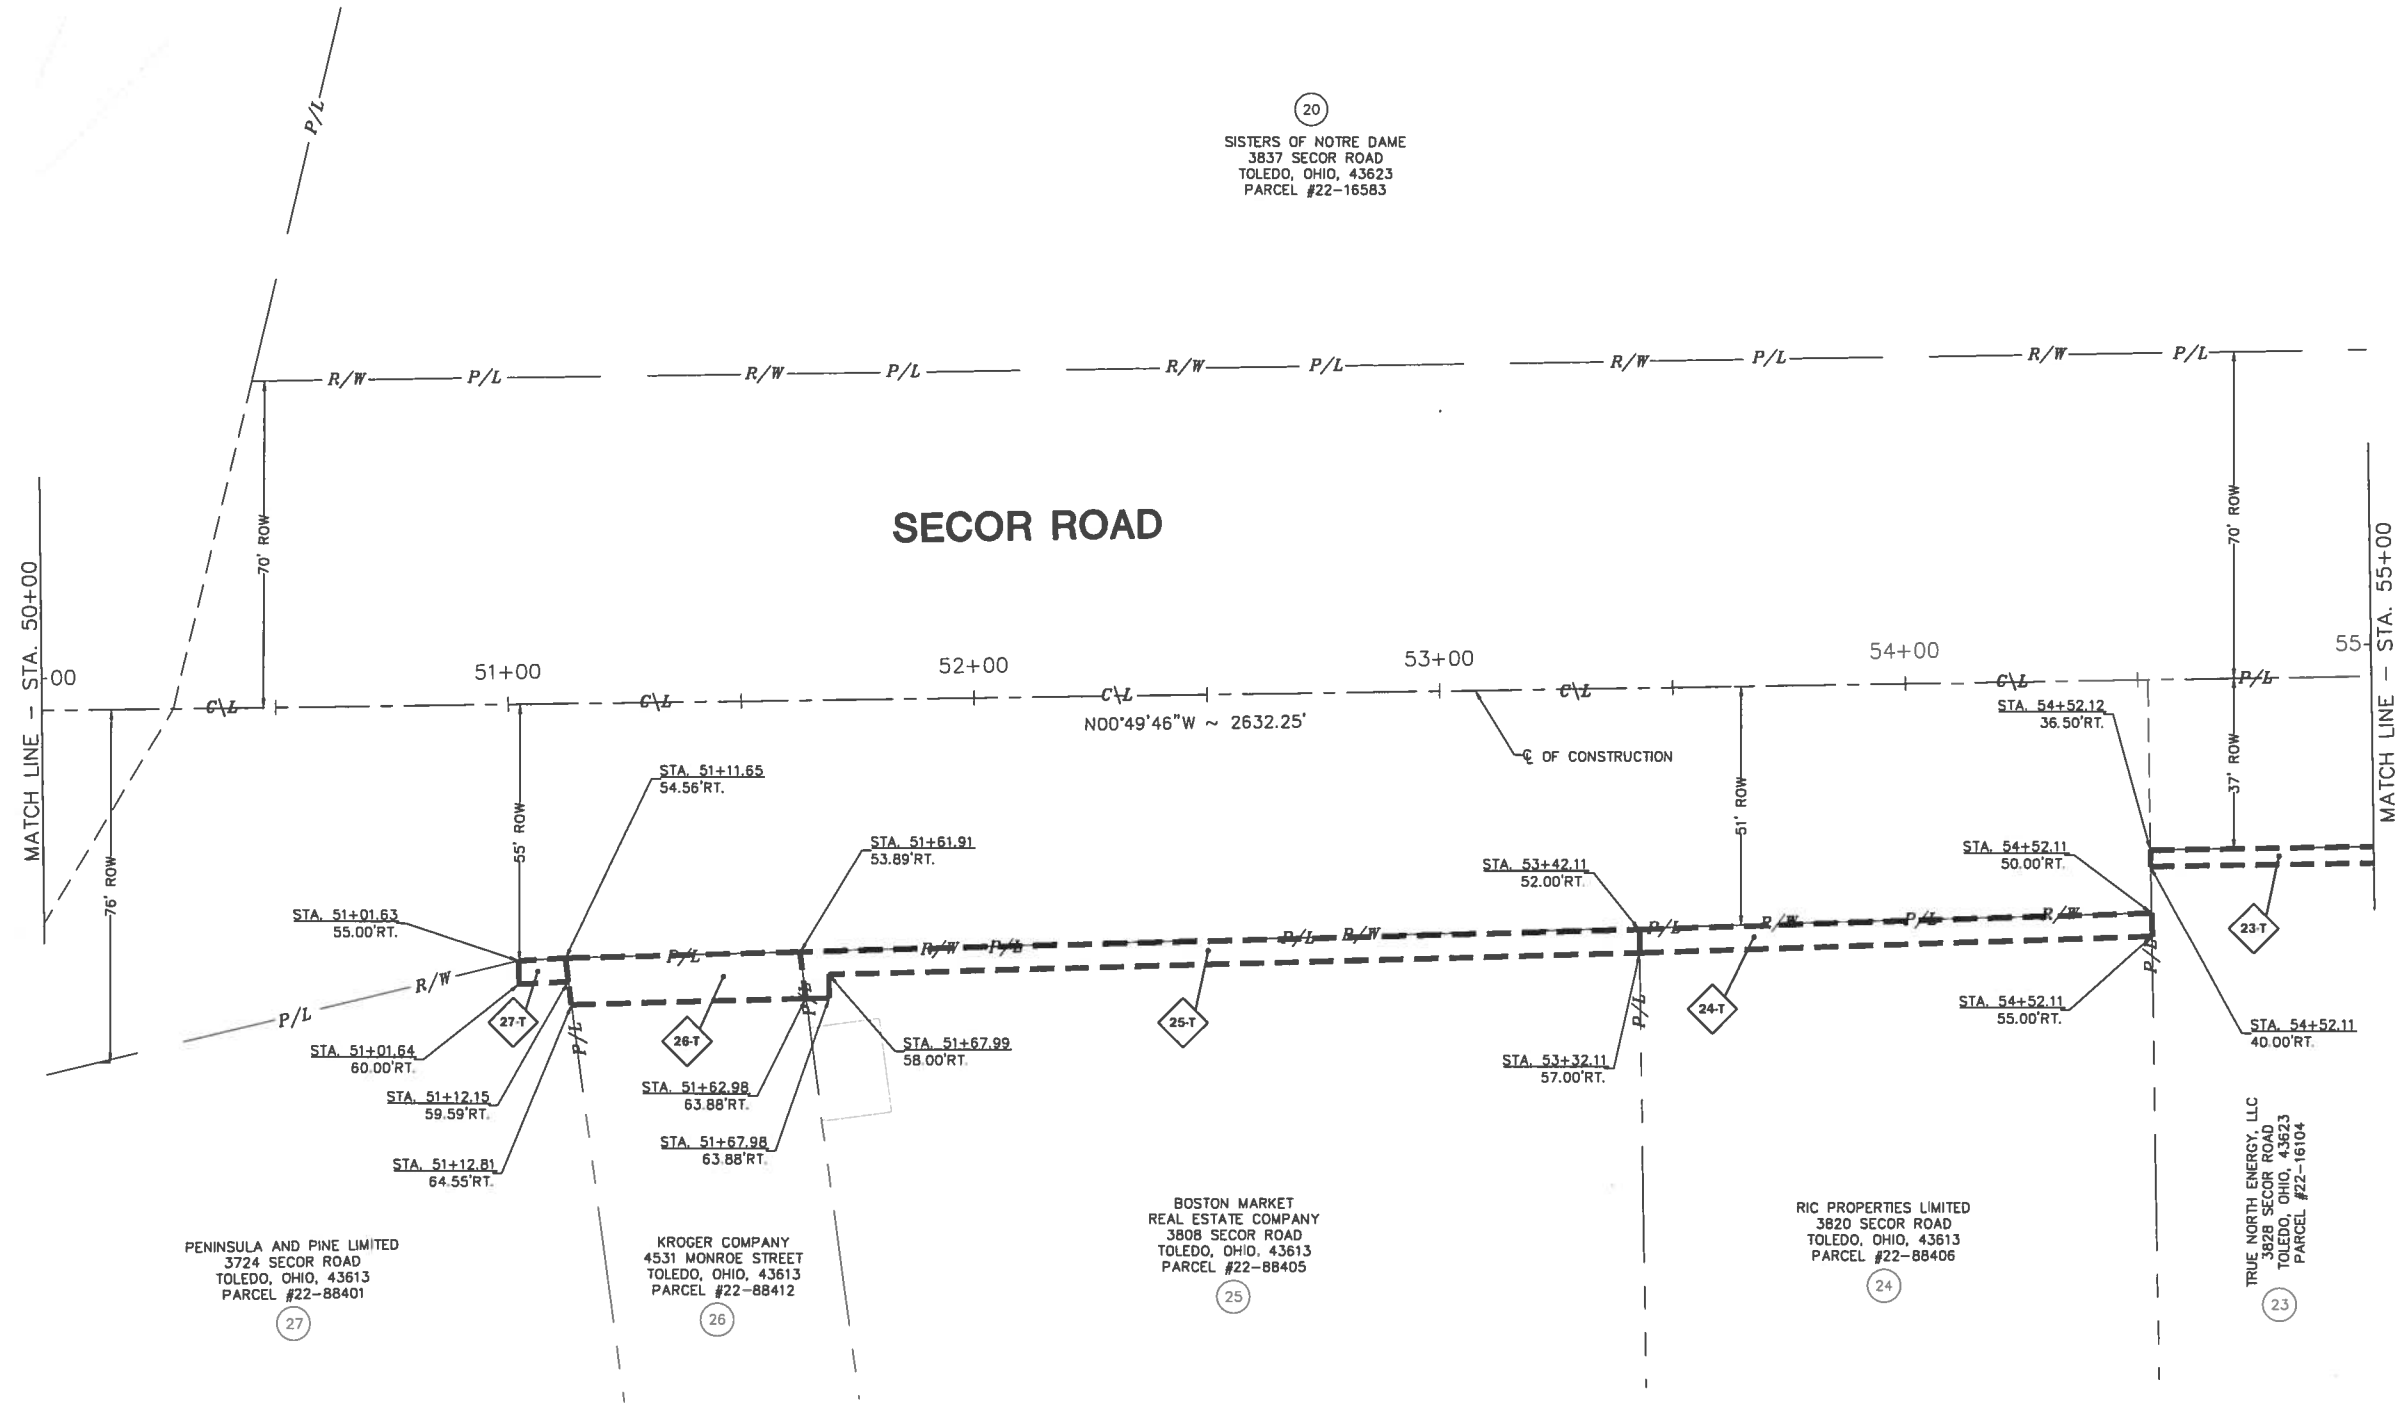 P/L
20
SISTERS OF NOTRE DAME
3837 SECOR ROAD
TOLEDO, OHIO, 43623
PARCEL #22-16583
R/W P/L R/W P/L R/W P/L R/W P/L R/W P/L
70' ROW
SECOR ROAD
70' ROW
MATCH LINE - STA. 50+00
00
51+00
52+00
53+00
54+00
55
MATCH LINE - STA. 55+00
C\L C\L C\L C\L C\L P/L
N00°49'46"W ~ 2632.25'
℄ OF CONSTRUCTION
STA. 54+52.12
36.50'RT.
76' ROW
55' ROW
51' ROW
37' ROW
STA. 51+11.65
54.56'RT.
STA. 51+61.91
53.89'RT.
STA. 53+42.11
52.00'RT.
STA. 54+52.11
50.00'RT.
STA. 51+01.63
55.00'RT.
P/L R/W
P/L R/W P/L P/L R/W P/L R/W P/L R/W
27-T
26-T
25-T
24-T
23-T
P/L
P/L
P/L
P/L
STA. 51+01.64
60.00'RT.
STA. 51+12.15
59.59'RT.
STA. 51+12.81
64.55'RT.
STA. 51+62.98
63.88'RT.
STA. 51+67.98
63.88'RT.
STA. 51+67.99
58.00'RT.
STA. 53+32.11
57.00'RT.
STA. 54+52.11
55.00'RT.
STA. 54+52.11
40.00'RT.
PENINSULA AND PINE LIMITED
3724 SECOR ROAD
TOLEDO, OHIO, 43613
PARCEL #22-88401
27
KROGER COMPANY
4531 MONROE STREET
TOLEDO, OHIO, 43613
PARCEL #22-88412
26
BOSTON MARKET
REAL ESTATE COMPANY
3808 SECOR ROAD
TOLEDO, OHIO, 43613
PARCEL #22-88405
25
RIC PROPERTIES LIMITED
3820 SECOR ROAD
TOLEDO, OHIO, 43613
PARCEL #22-88406
24
TRUE NORTH ENERGY, LLC
3828 SECOR ROAD
TOLEDO, OHIO, 43623
PARCEL #22-16104
23